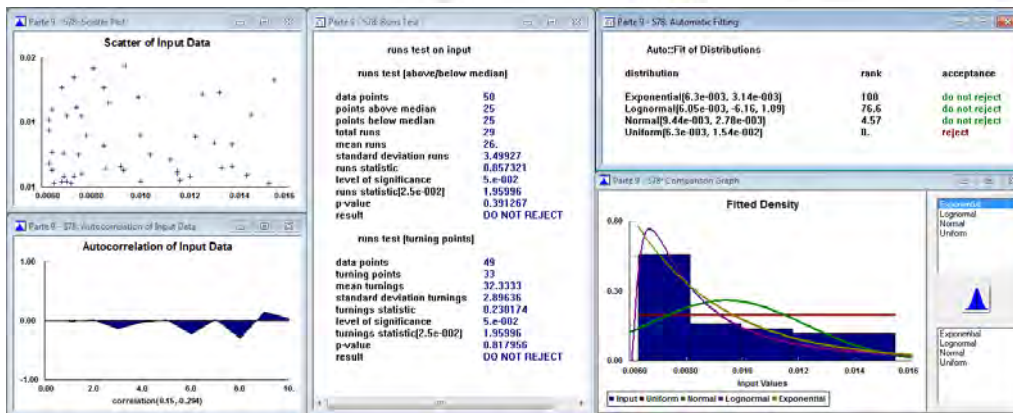 Parte 9 - S78: Scatter Plot
Scatter of Input Data
0.02
0.01
0.01
0.0060 0.0080 0.010 0.012 0.014 0.016
Parte 9 - S78: Autocorrelation of Input Data
Autocorrelation of Input Data
1.00
0.00
-1.00
0.00 2.0 4.0 6.0 8.0 10.
correlation(0.15, -0.294)
Parte 9 - S78: Runs Test
runs test on input
runs test [above/below median]
data points 50
points above median 25
points below median 25
total runs 29
mean runs 26.
standard deviation runs 3.49927
runs statistic 0.857321
level of significance 5.e-002
runs statistic[2.5e-002] 1.95996
p-value 0.391267
result DO NOT REJECT
runs test [turning points]
data points 49
turning points 33
mean turnings 32.3333
standard deviation turnings 2.89636
turnings statistic 0.230174
level of significance 5.e-002
turnings statistic[2.5e-002] 1.95996
p-value 0.817956
result DO NOT REJECT
Parte 9 - S78: Automatic Fitting
Auto::Fit of Distributions
distribution rank acceptance
Exponential[6.3e-003, 3.14e-003] 100 do not reject
Lognormal[6.05e-003, -6.16, 1.09] 76.6 do not reject
Normal[9.44e-003, 2.78e-003] 4.57 do not reject
Uniform[6.3e-003, 1.54e-002] 0. reject
Parte 9 - S78: Comparison Graph
Fitted Density
0.60
0.30
0.00
0.0060 0.0080 0.010 0.012 0.014 0.016
Input Values
Input Uniform Normal Lognormal Exponential
Exponential
Lognormal
Normal
Uniform
Exponential
Lognormal
Normal
Uniform